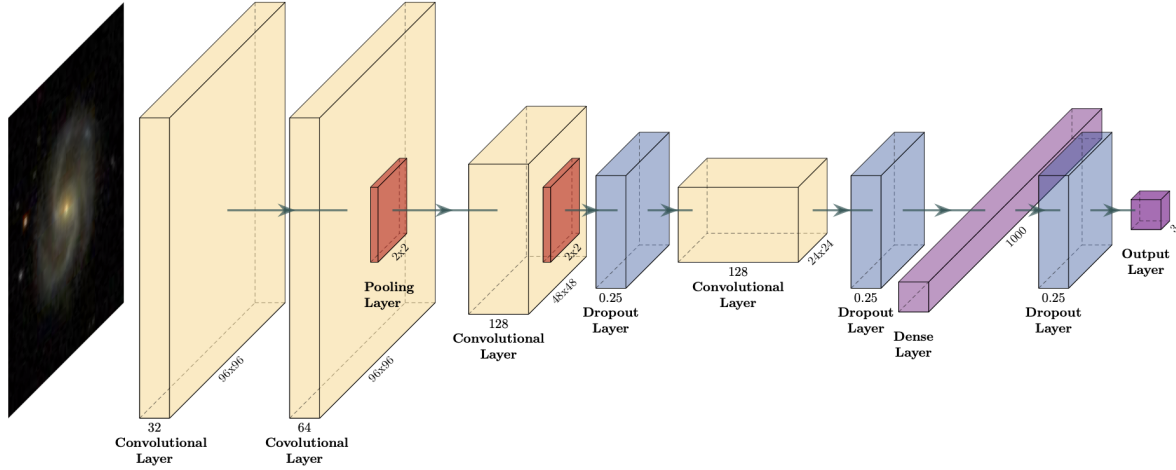 32
Convolutional
Layer
96x96
64
Covolutional
Layer
96x96
2x2
Pooling
Layer
128
Convolutional
Layer
48x48
2x2
0.25
Dropout
Layer
128
Convolutional
Layer
24x24
0.25
Dropout
Layer
Dense
Layer
1000
0.25
Dropout
Layer
Output
Layer